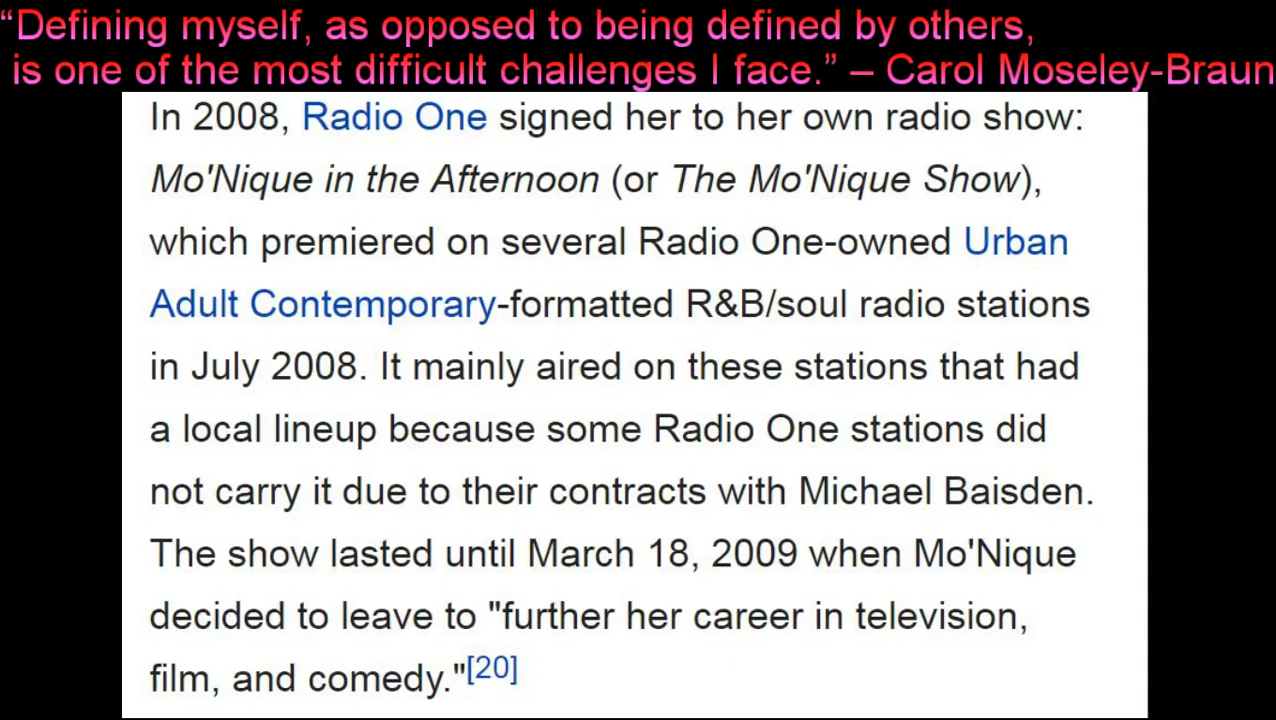 “Defining myself, as opposed to being defined by others,
is one of the most difficult challenges I face.” – Carol Moseley-Braun
In 2008, Radio One signed her to her own radio show:
Mo'Nique in the Afternoon (or The Mo'Nique Show),
which premiered on several Radio One-owned Urban
Adult Contemporary-formatted R&B/soul radio stations
in July 2008. It mainly aired on these stations that had
a local lineup because some Radio One stations did
not carry it due to their contracts with Michael Baisden.
The show lasted until March 18, 2009 when Mo'Nique
decided to leave to "further her career in television,
film, and comedy."[20]